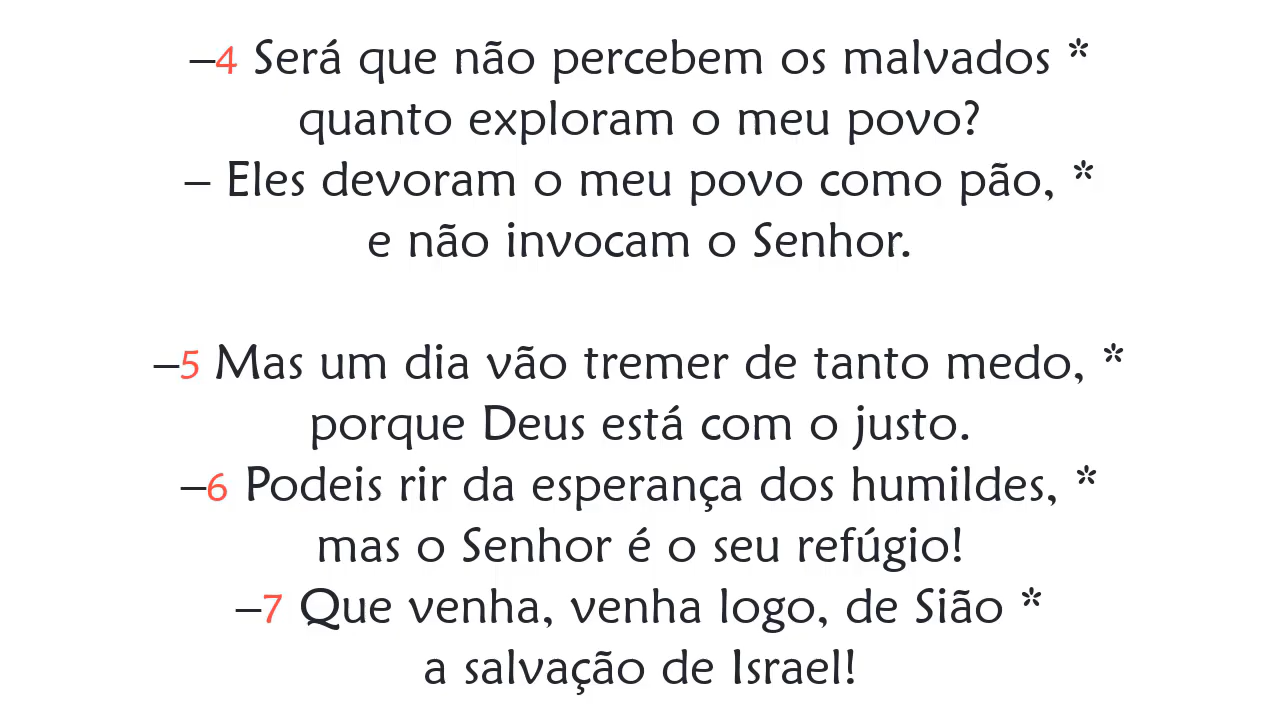 –4 Será que não percebem os malvados *
quanto exploram o meu povo?
– Eles devoram o meu povo como pão, *
e não invocam o Senhor.
–5 Mas um dia vão tremer de tanto medo, *
porque Deus está com o justo.
–6 Podeis rir da esperança dos humildes, *
mas o Senhor é o seu refúgio!
–7 Que venha, venha logo, de Sião *
a salvação de Israel!